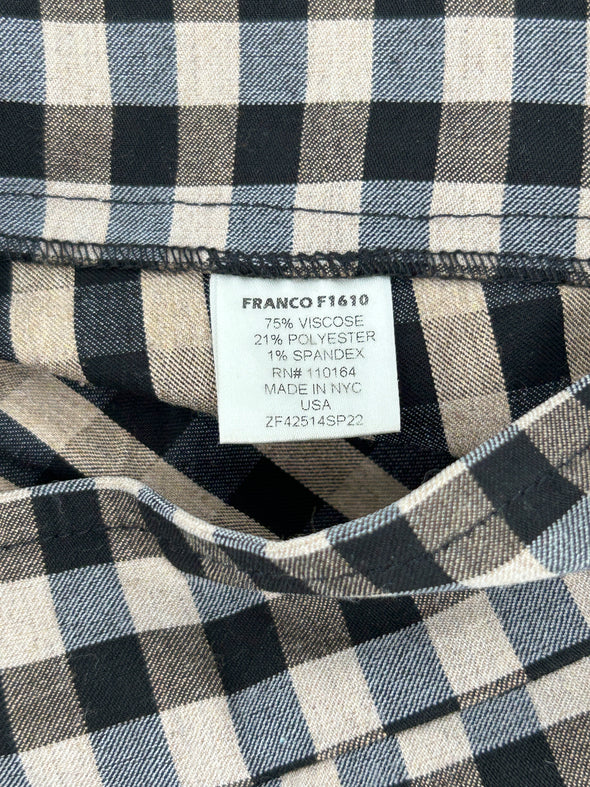 FRANCO F1610
75% VISCOSE
21% POLYESTER
1% SPANDEX
RN# 110164
MADE IN NYC
USA
ZF42514SP22